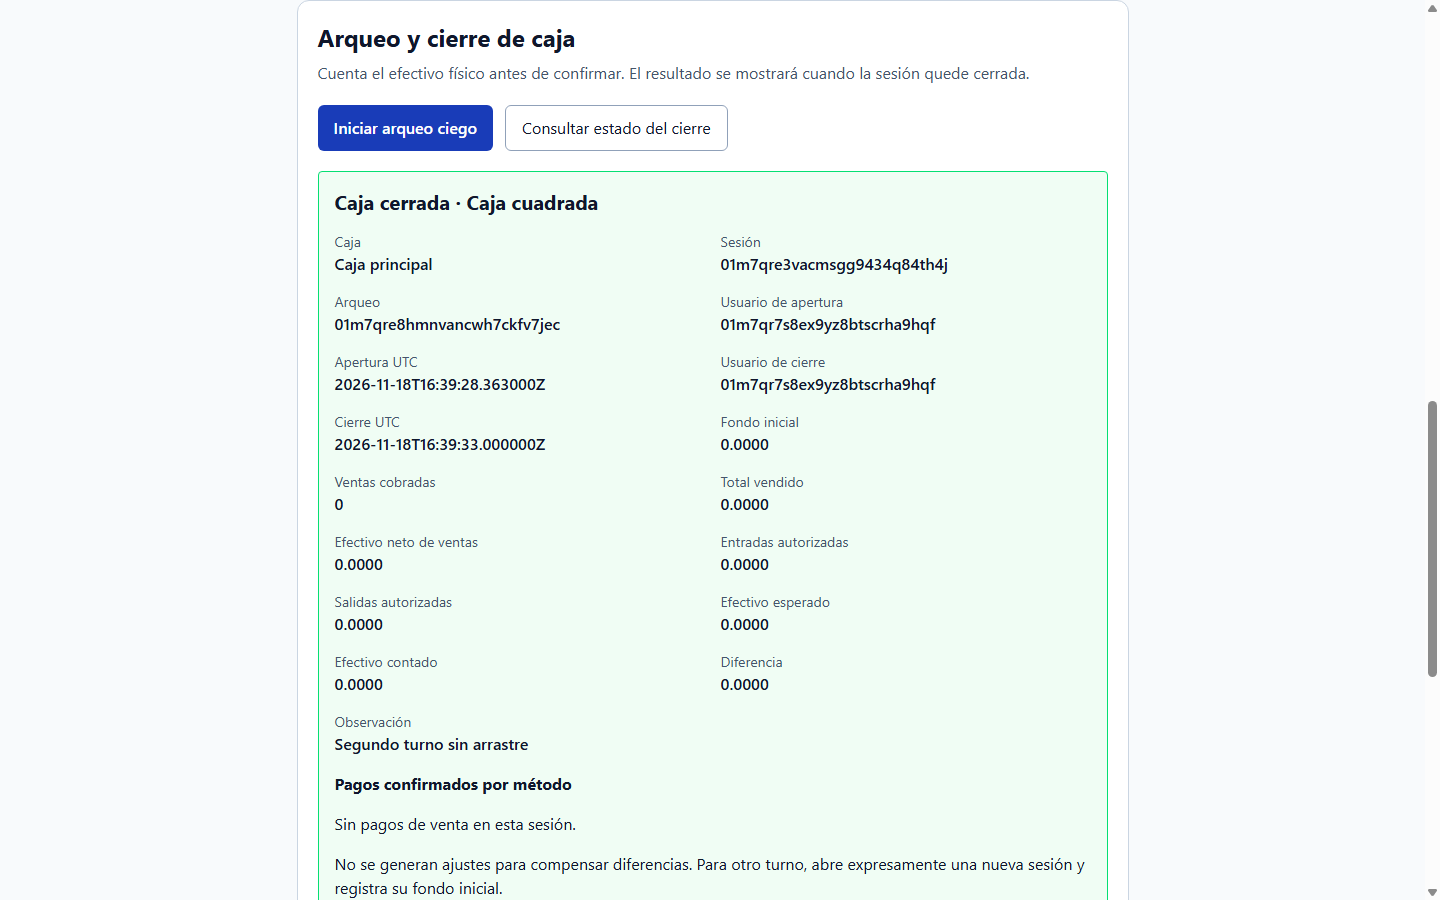 Arqueo y cierre de caja
Cuenta el efectivo físico antes de confirmar. El resultado se mostrará cuando la sesión quede cerrada.
Iniciar arqueo ciego
Consultar estado del cierre
Caja cerrada · Caja cuadrada
Caja
Caja principal
Sesión
01m7qre3vacmsgg9434q84th4j
Arqueo
01m7qre8hmnvancwh7ckfv7jec
Usuario de apertura
01m7qr7s8ex9yz8btscrha9hqf
Apertura UTC
2026-11-18T16:39:28.363000Z
Usuario de cierre
01m7qr7s8ex9yz8btscrha9hqf
Cierre UTC
2026-11-18T16:39:33.000000Z
Fondo inicial
0.0000
Ventas cobradas
0
Total vendido
0.0000
Efectivo neto de ventas
0.0000
Entradas autorizadas
0.0000
Salidas autorizadas
0.0000
Efectivo esperado
0.0000
Efectivo contado
0.0000
Diferencia
0.0000
Observación
Segundo turno sin arrastre
Pagos confirmados por método
Sin pagos de venta en esta sesión.
No se generan ajustes para compensar diferencias. Para otro turno, abre expresamente una nueva sesión y
registra su fondo inicial.